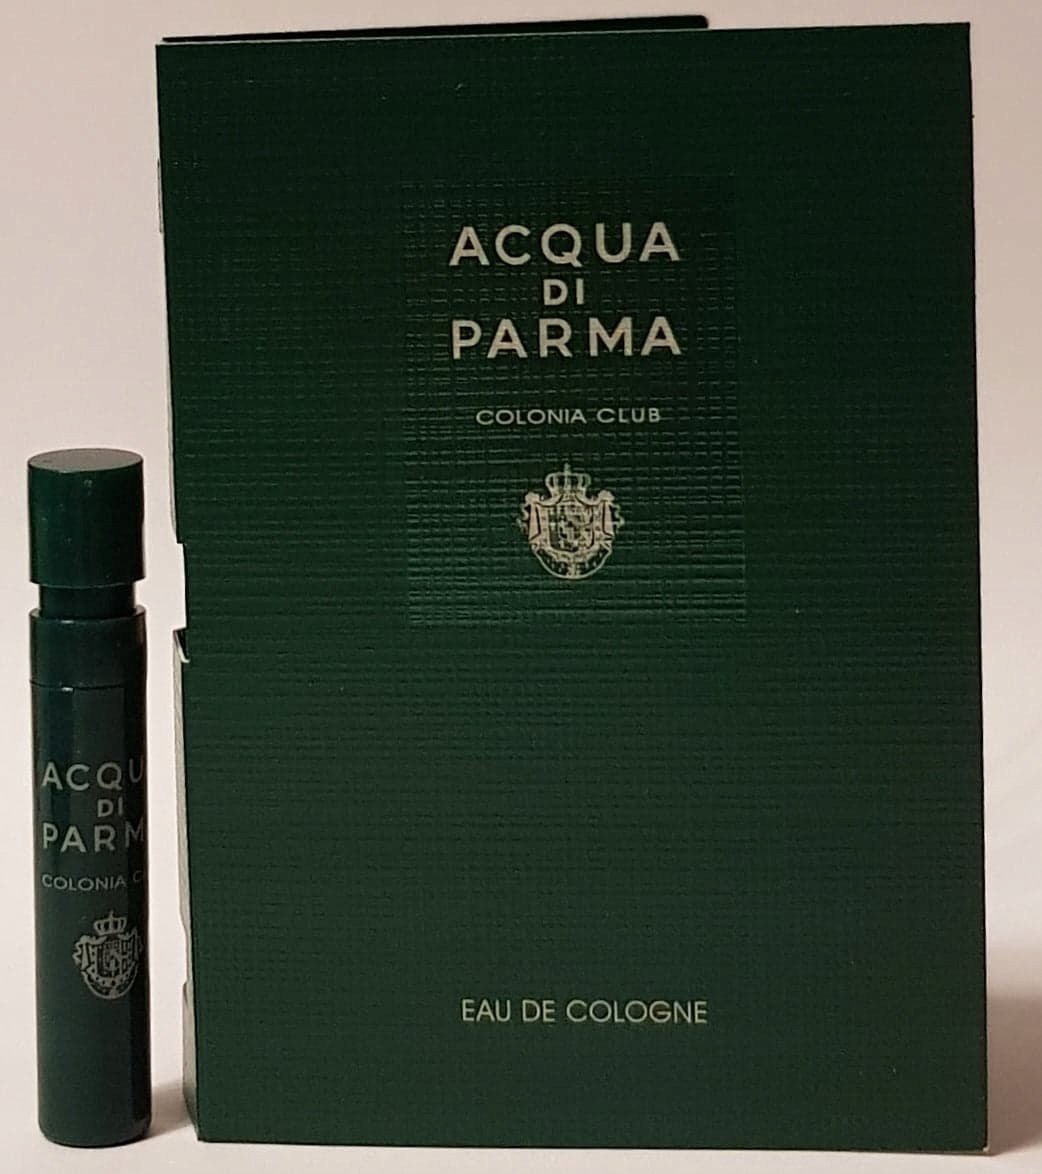 ACQUA
DI
PARMA
COLONIA CLUB
EAU DE COLOGNE
ACQU
DI
PARM
COLONIA C